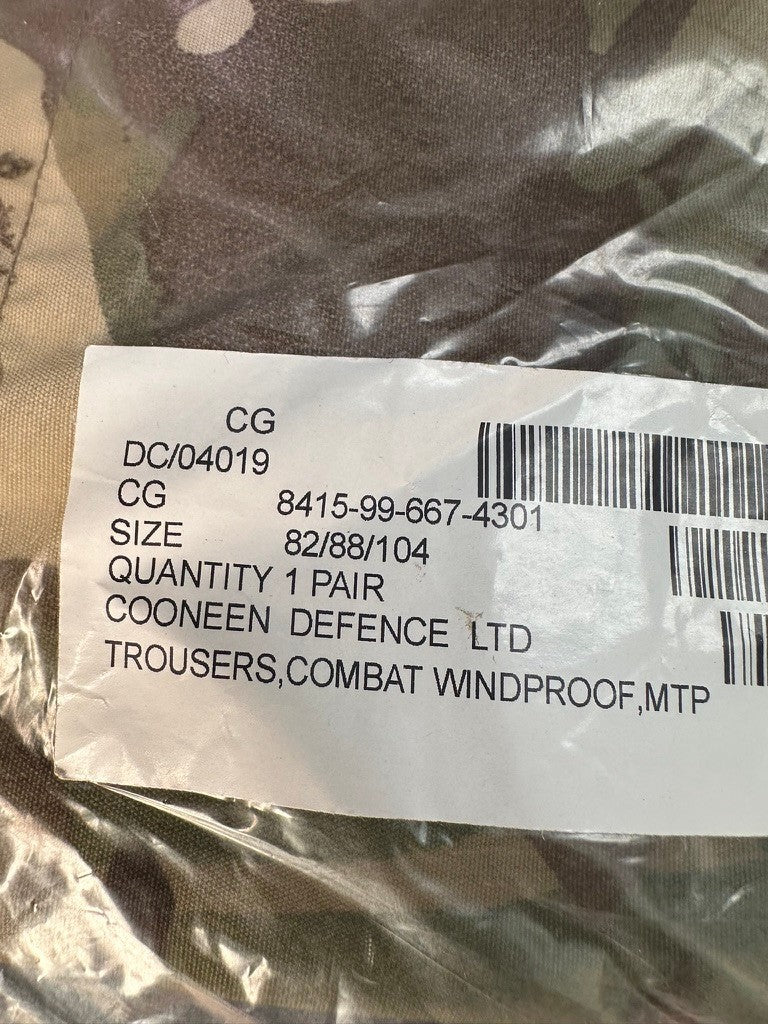 CG
DC/04019
CG 8415-99-667-4301
SIZE 82/88/104
QUANTITY 1 PAIR
COONEEN DEFENCE LTD
TROUSERS,COMBAT WINDPROOF,MTP